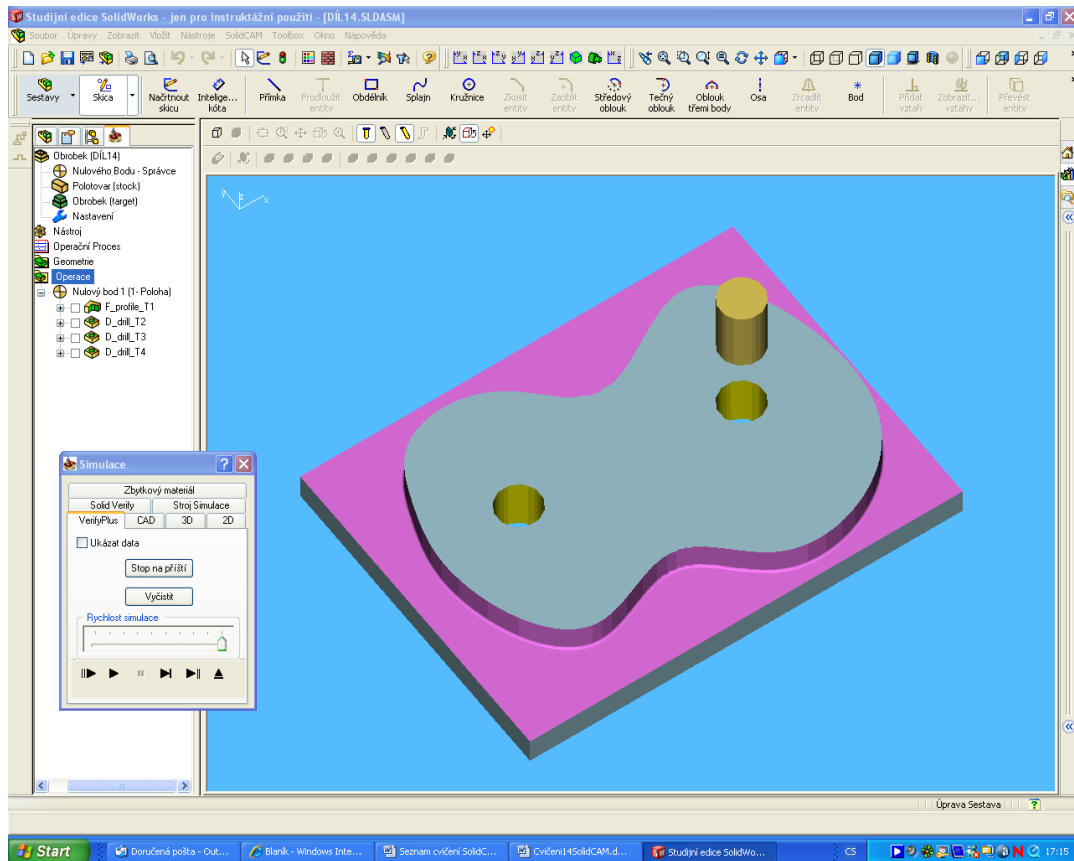 Studijní edice SolidWorks - jen pro instruktážní použití - [DÍL14.SLDASM]
Soubor Úpravy Zobrazit Vložit Nástroje SolidCAM Toolbox Okno Nápověda
Sestavy Skica Načrtnout skicu Intelige... kóta Přímka Prodloužit entity Obdélník Splajn Kružnice Zkosit entity Zaoblit entity Středový oblouk Tečný oblouk Oblouk třemi body Osa Zrcadlit entity Bod Přidat vztah Zobrazit... vztahy Převést entity
Obrobek (DÍL14)
Nulového Bodu - Správce
Polotovar (stock)
Obrobek (target)
Nastavení
Nástroj
Operační Proces
Geometrie
Operace
Nulový bod 1 (1- Poloha)
F_profile_T1
D_drill_T2
D_drill_T3
D_drill_T4
y z x
Simulace
Zbytkový materiál
Solid Verify Stroj Simulace
VerifyPlus CAD 3D 2D
Ukázat data
Stop na příští
Vyčistit
Rychlost simulace
Úprava Sestava
Start Doručená pošta - Out... Blaník - Windows Inte... Seznam cvičení SolidC... Cvičení14SolidCAM.d... Studijní edice SolidWo... CS 17:15